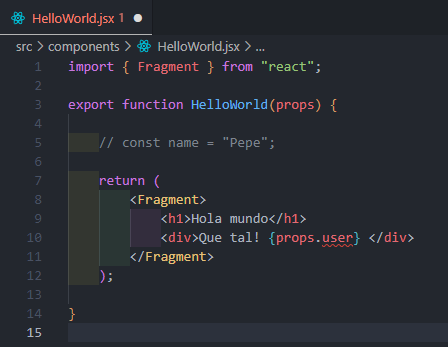 HelloWorld.jsx 1
src > components > HelloWorld.jsx > ...
1 import { Fragment } from "react";
2
3 export function HelloWorld(props) {
4
5 // const name = "Pepe";
6
7 return (
8 <Fragment>
9 <h1>Hola mundo</h1>
10 <div>Que tal! {props.user} </div>
11 </Fragment>
12 );
13
14 }
15